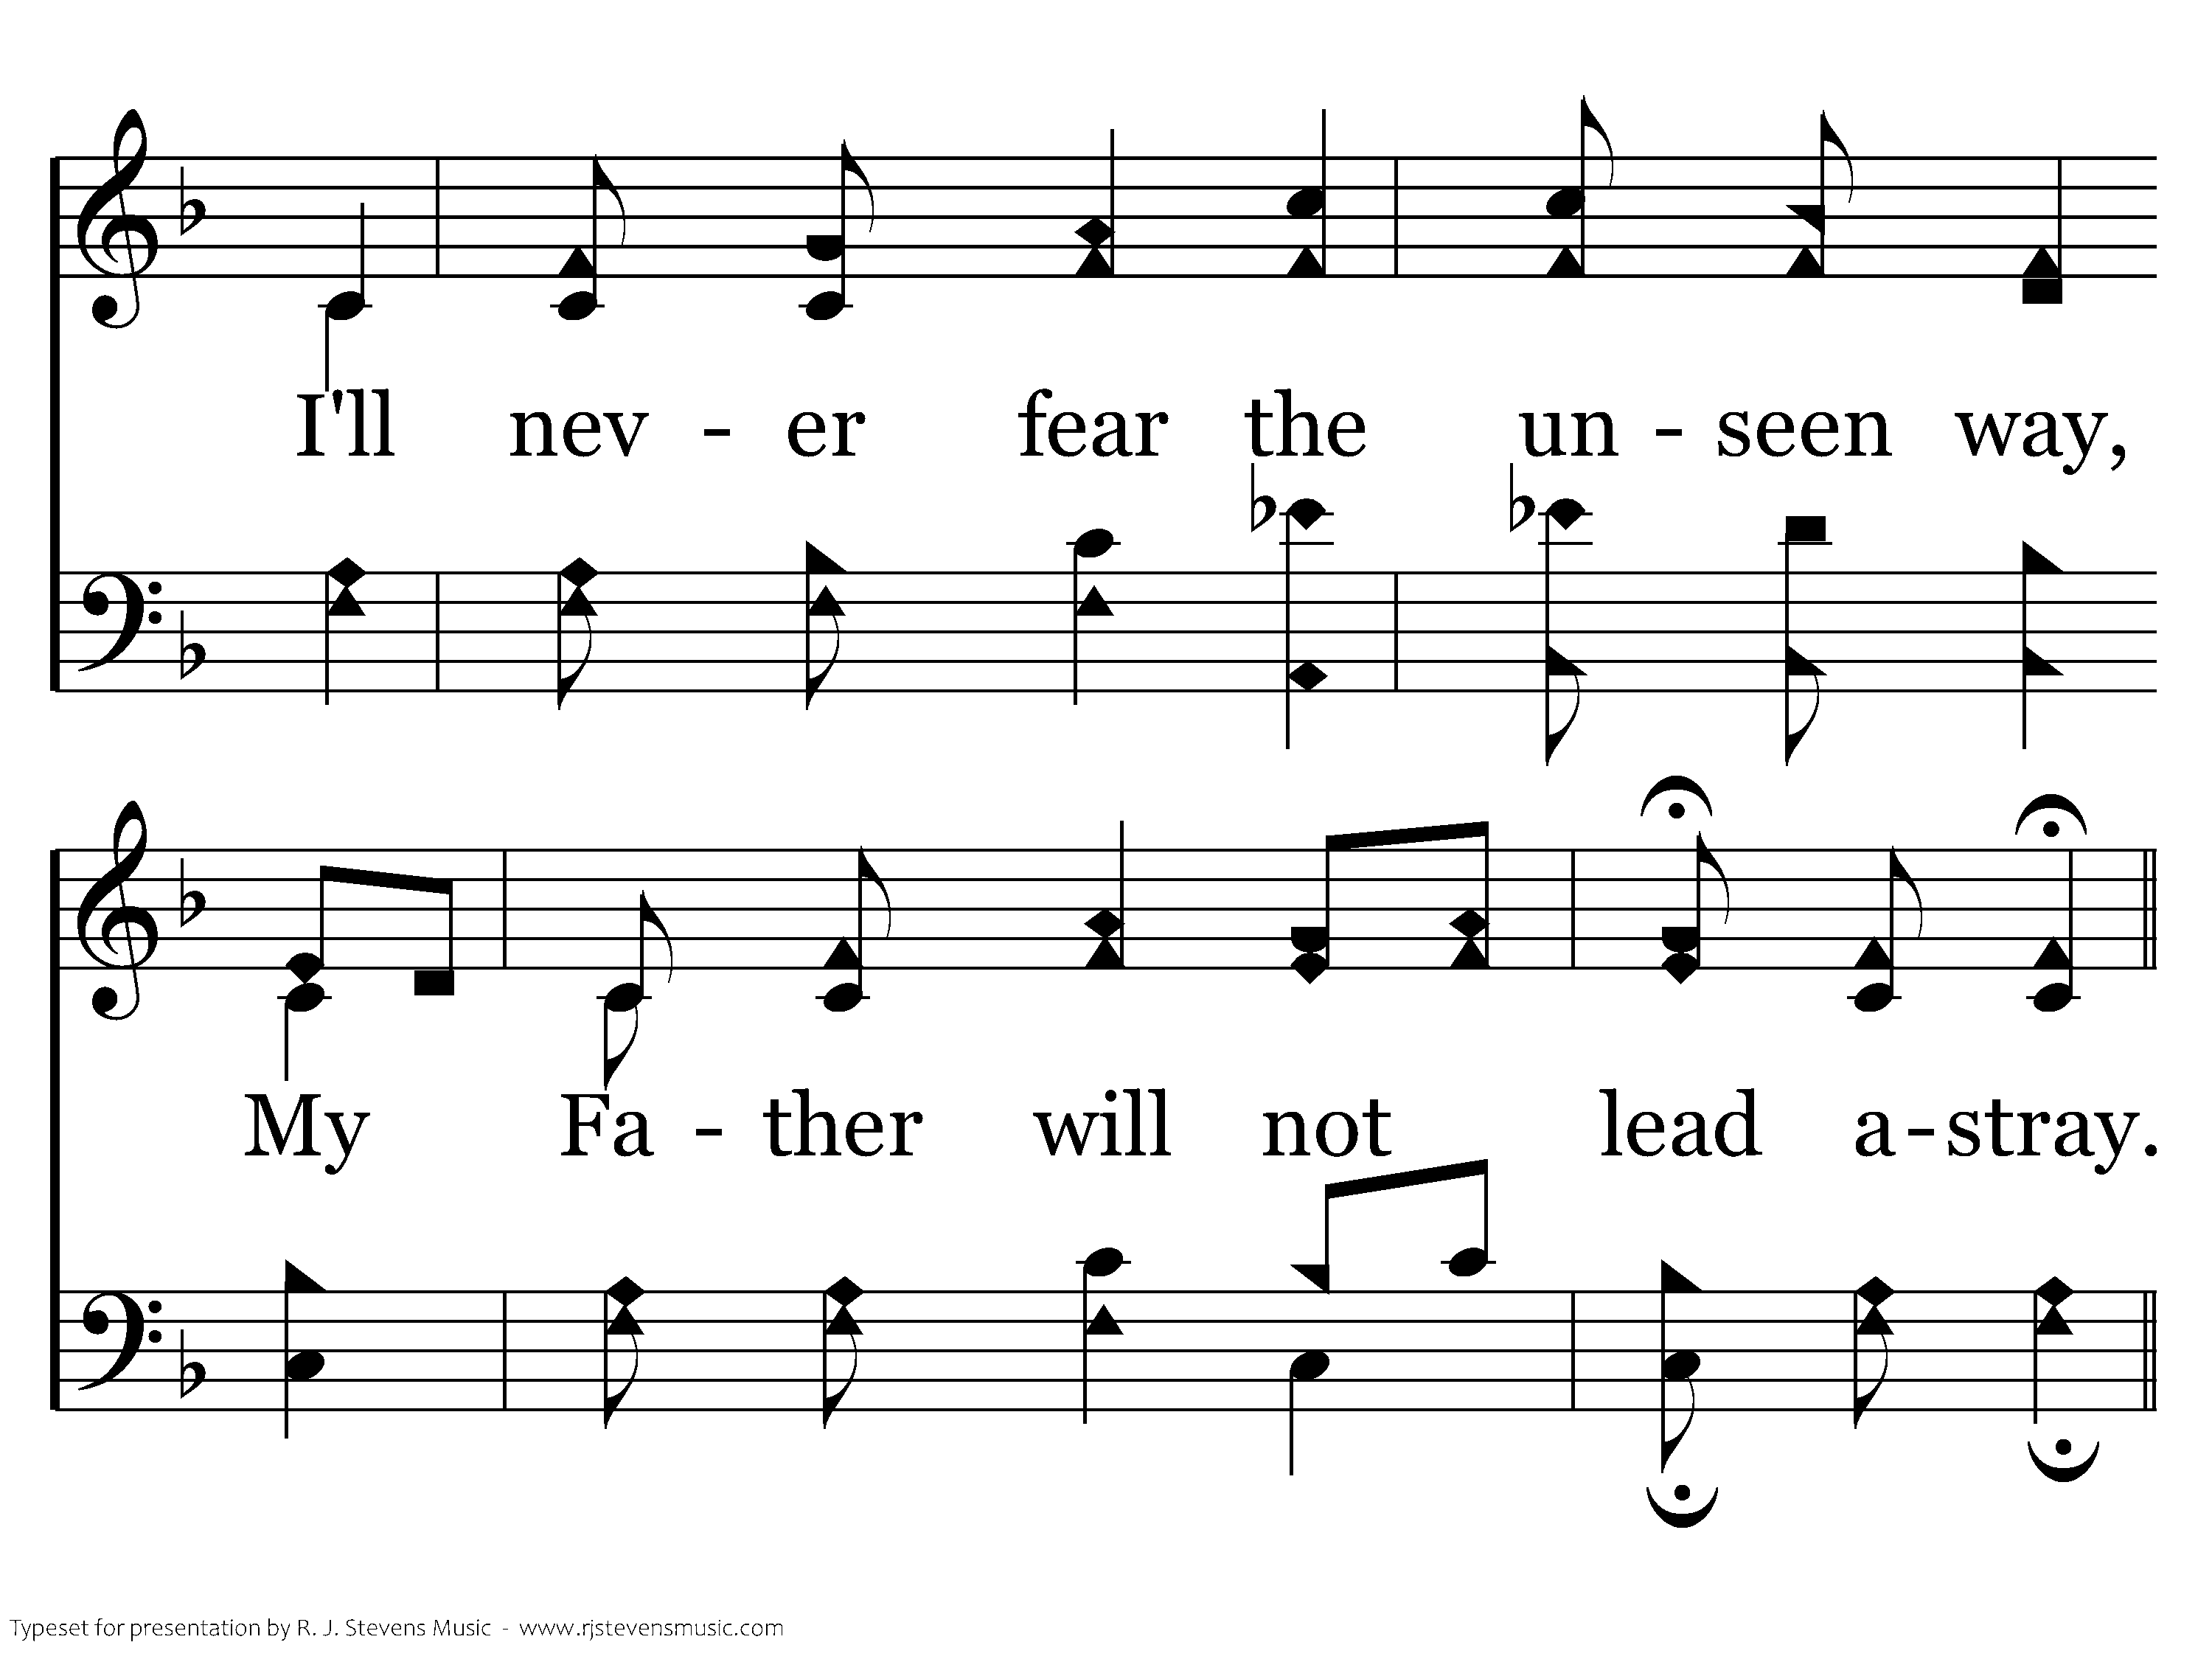 I'll nev - er fear the un - seen way,
My Fa - ther will not lead a - stray.
Typeset for presentation by R. J. Stevens Music - www.rjstevensmusic.com